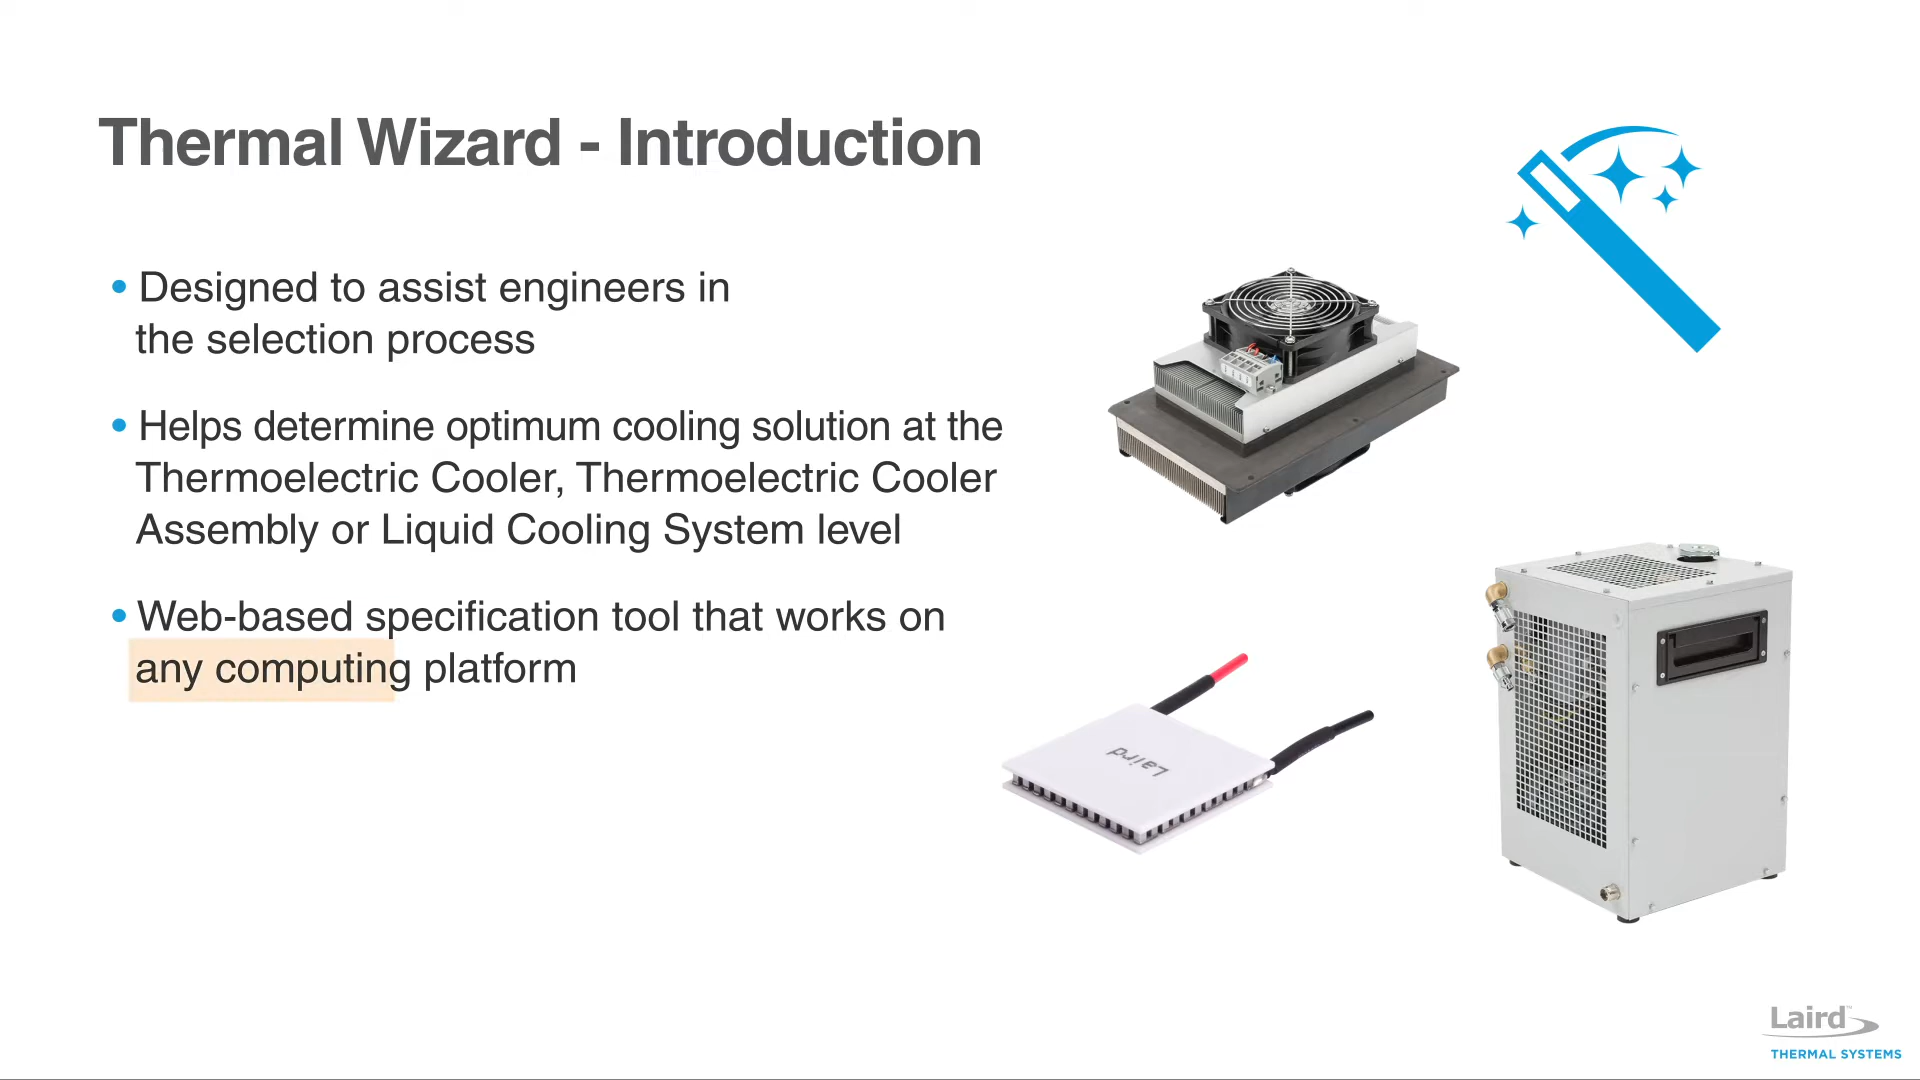 Thermal Wizard - Introduction
• Designed to assist engineers in
the selection process
• Helps determine optimum cooling solution at the
Thermoelectric Cooler, Thermoelectric Cooler
Assembly or Liquid Cooling System level
• Web-based specification tool that works on
any computing platform
Laird
Laird™
THERMAL SYSTEMS